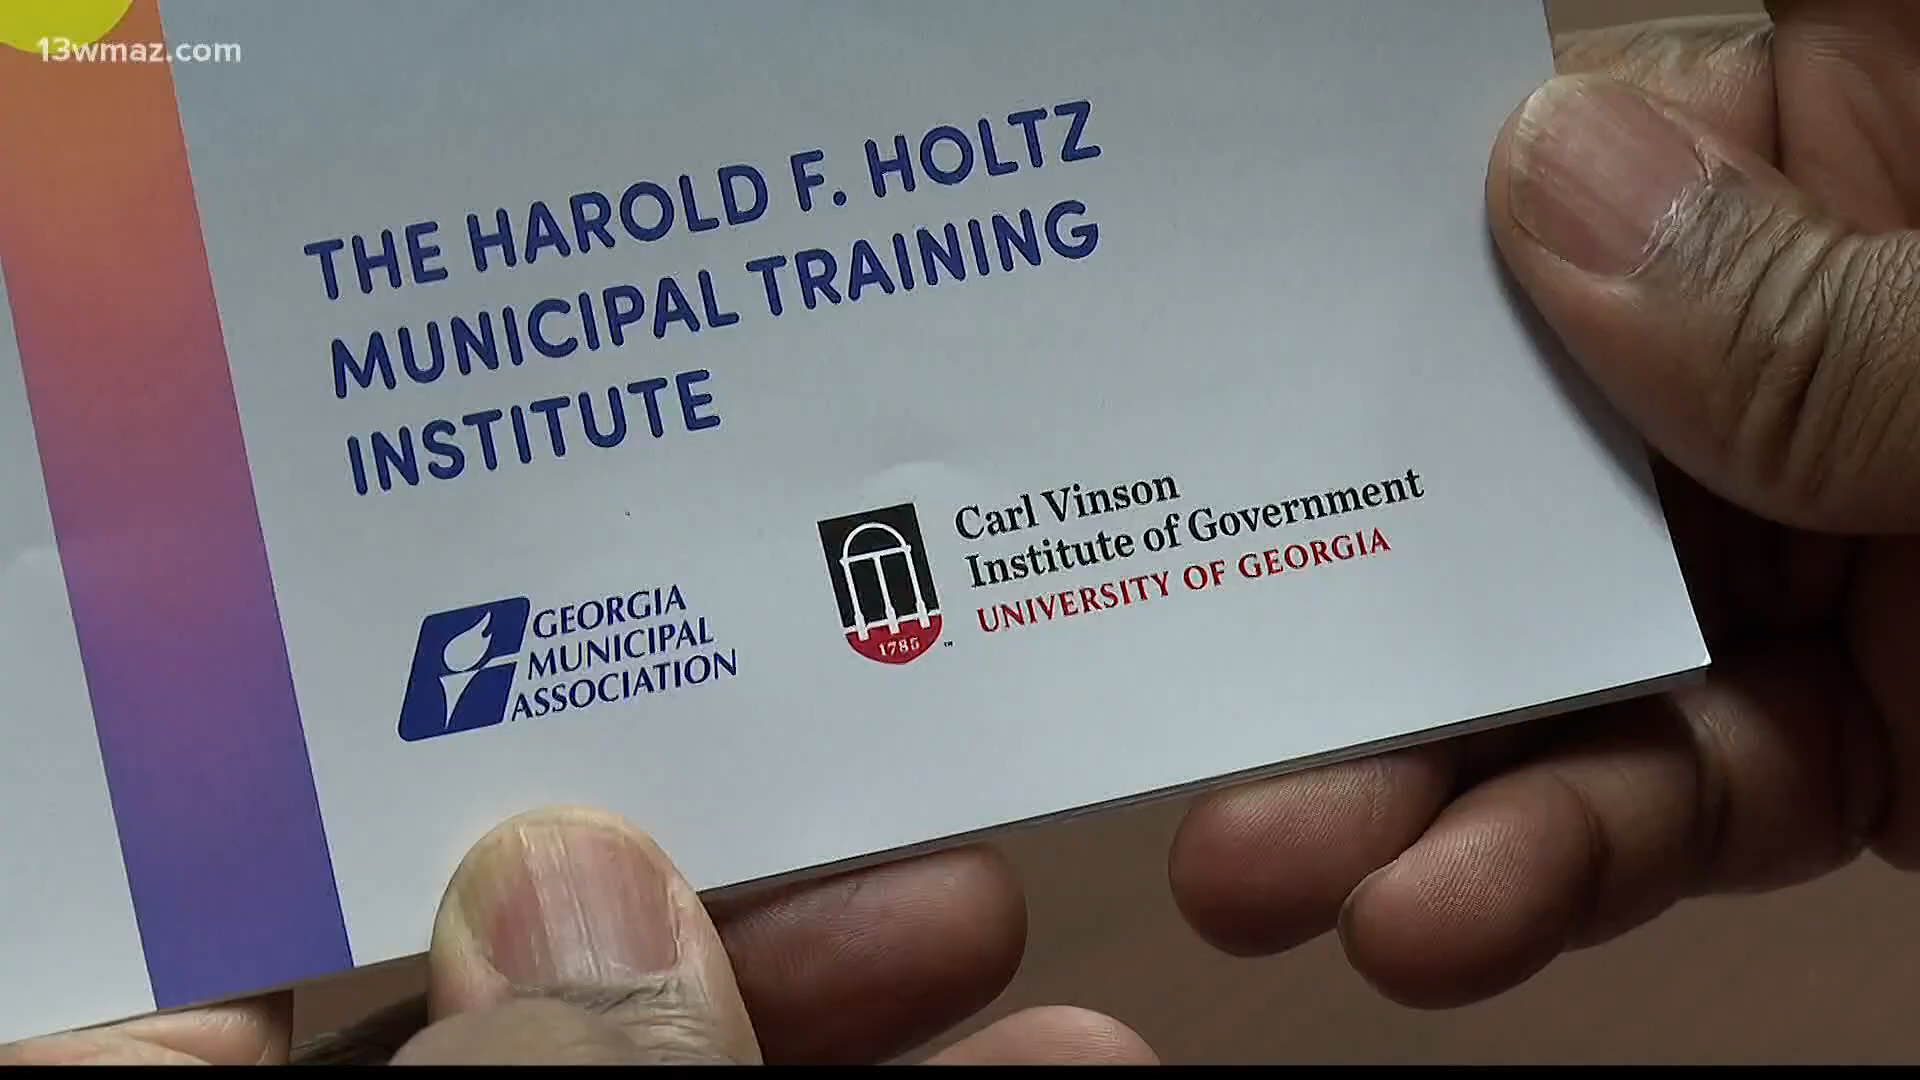 13wmaz.com
THE HAROLD F. HOLTZ
MUNICIPAL TRAINING
INSTITUTE
GEORGIA
MUNICIPAL
ASSOCIATION
1785
™
Carl Vinson
Institute of Government
UNIVERSITY OF GEORGIA